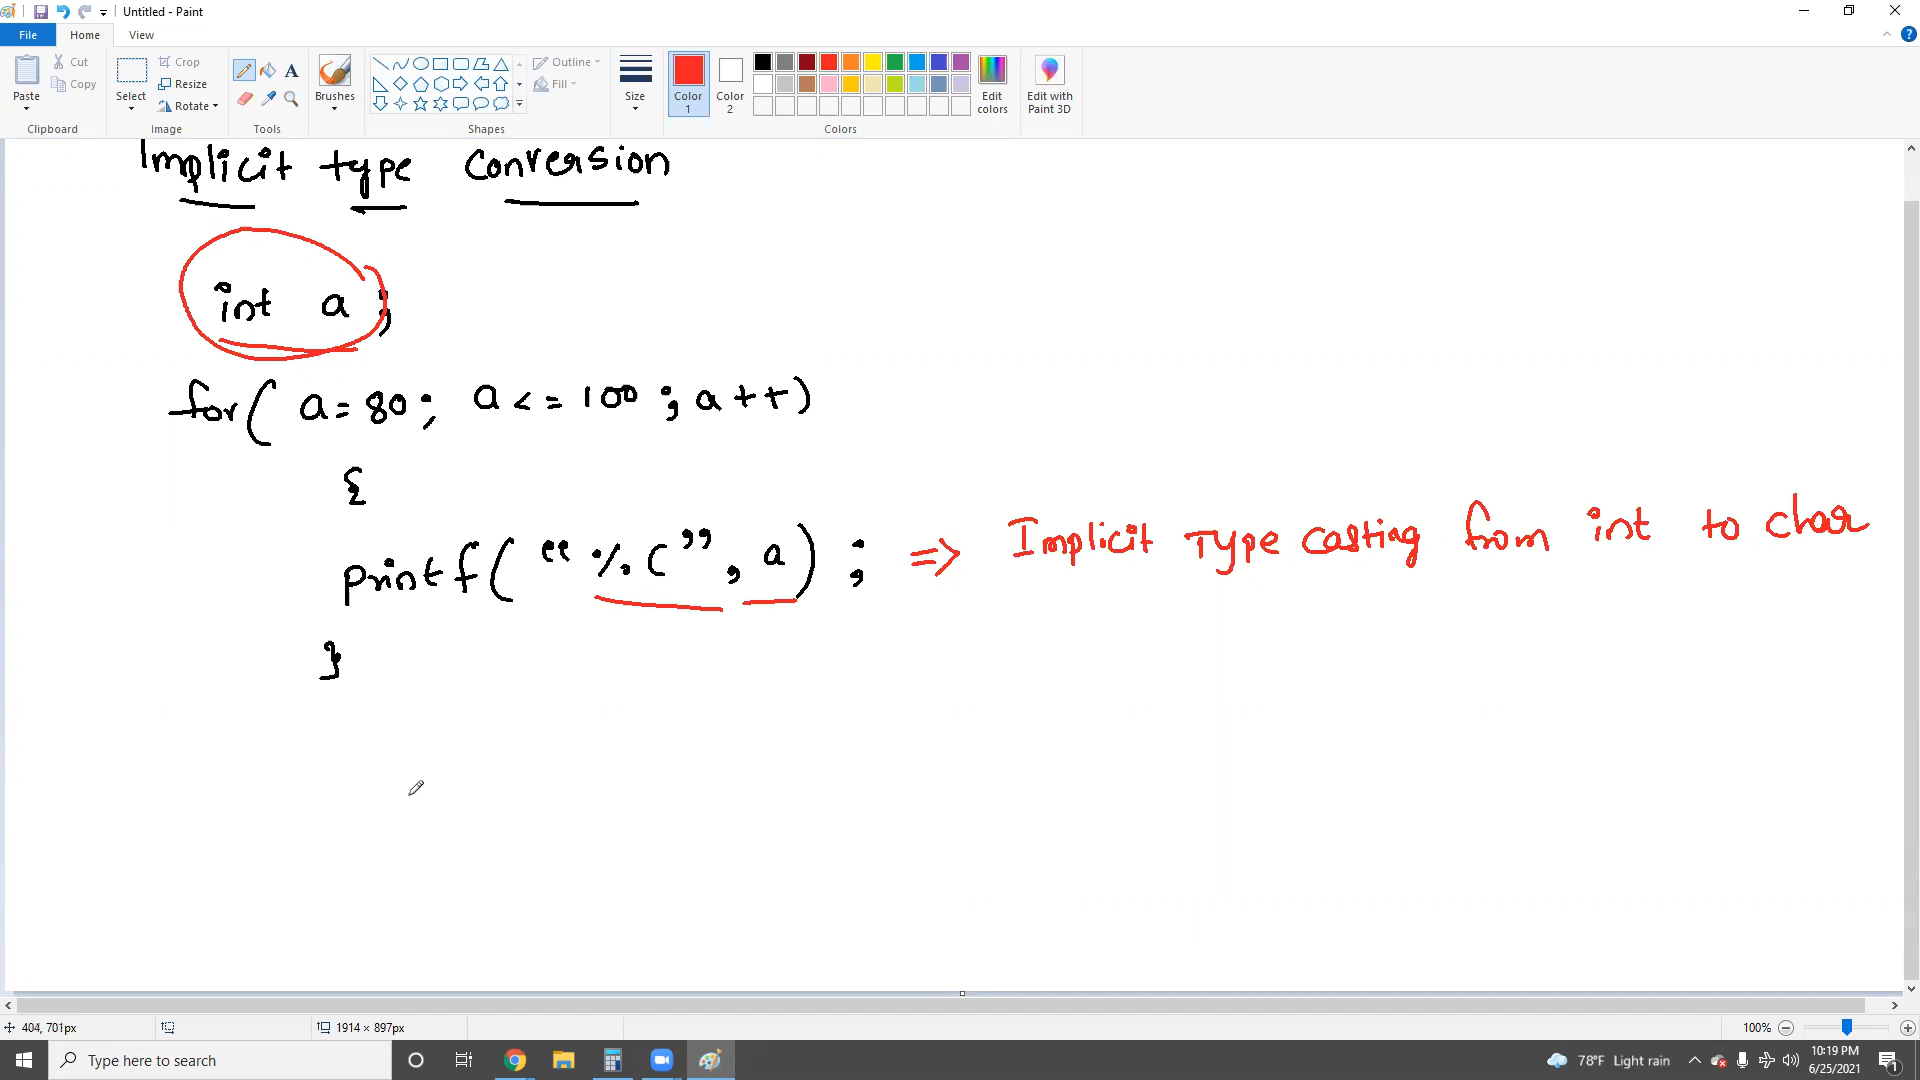 Untitled - Paint
File Home View
Paste
Cut
Copy
Clipboard
Select
Crop
Resize
Rotate
Image
Tools
Brushes
Shapes
Outline
Fill
Size
Color 1
Color 2
Edit colors
Colors
Edit with Paint 3D
Implicit type conversion
int a ;
for( a = 80 ; a < = 100 ; a ++)
{
printf( “ %c ” , a ) ; => Implicit Type casting from int to char
}
404, 701px
1914 × 897px
100%
Type here to search
78°F Light rain
10:19 PM
6/25/2021
1